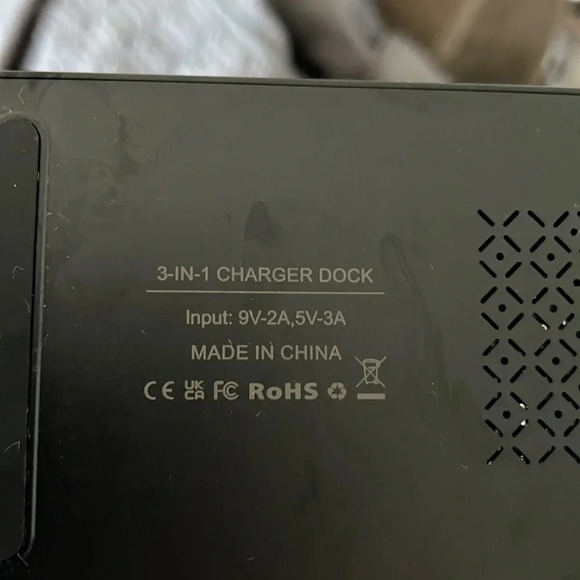 3-IN-1 CHARGER DOCK
Input: 9V-2A,5V-3A
MADE IN CHINA
CE UK CA FC RoHS